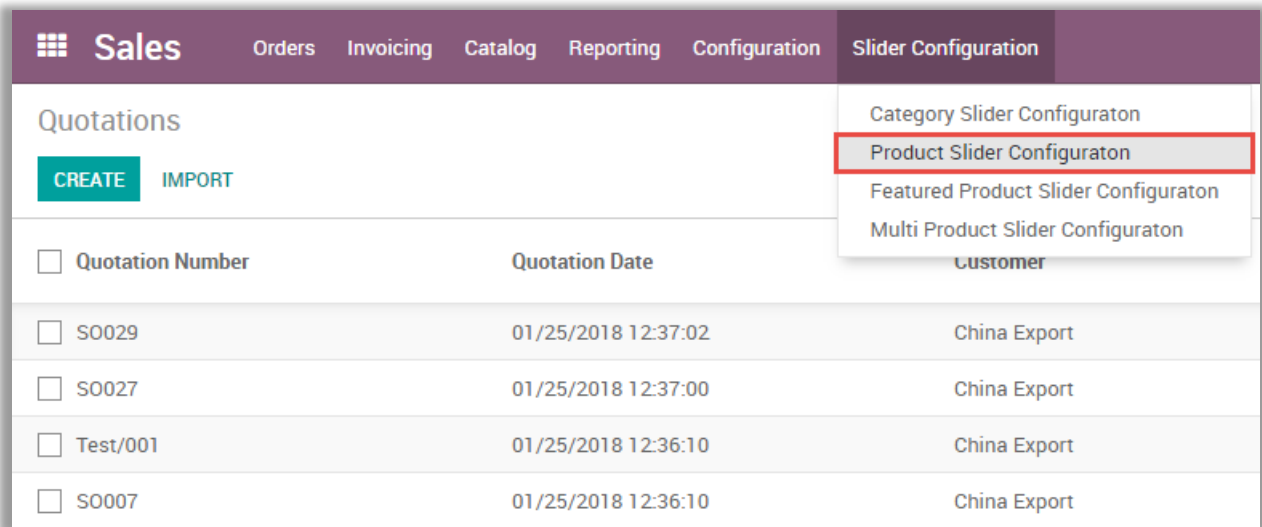 Sales Orders Invoicing Catalog Reporting Configuration Slider Configuration
Quotations
CREATE IMPORT
Category Slider Configuraton
Product Slider Configuraton
Featured Product Slider Configuraton
Multi Product Slider Configuraton
Quotation Number Quotation Date Customer
SO029 01/25/2018 12:37:02 China Export
SO027 01/25/2018 12:37:00 China Export
Test/001 01/25/2018 12:36:10 China Export
SO007 01/25/2018 12:36:10 China Export